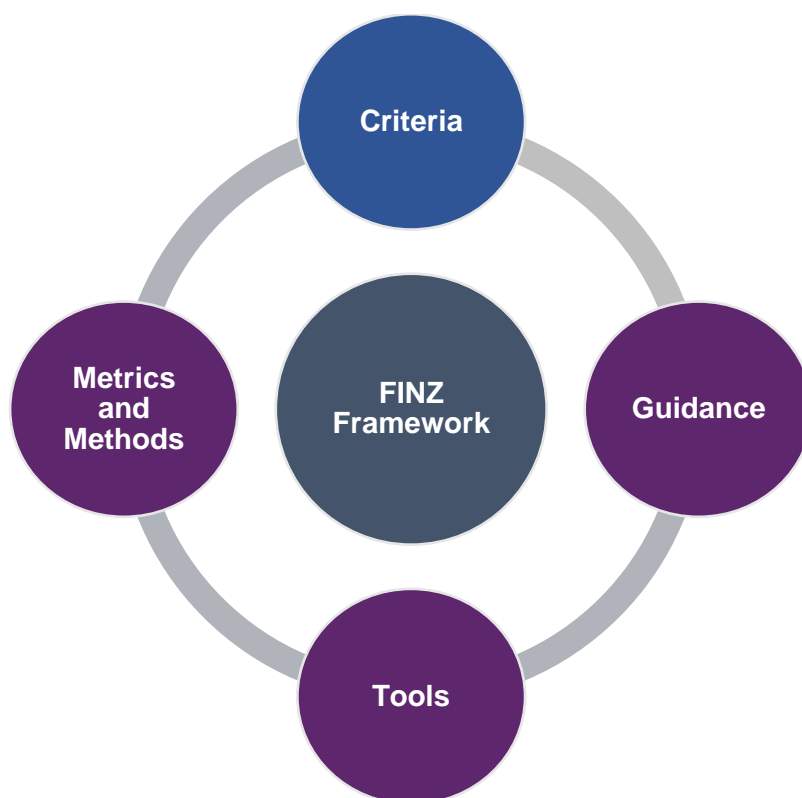 Criteria
Metrics
and
Methods
FINZ
Framework
Guidance
Tools